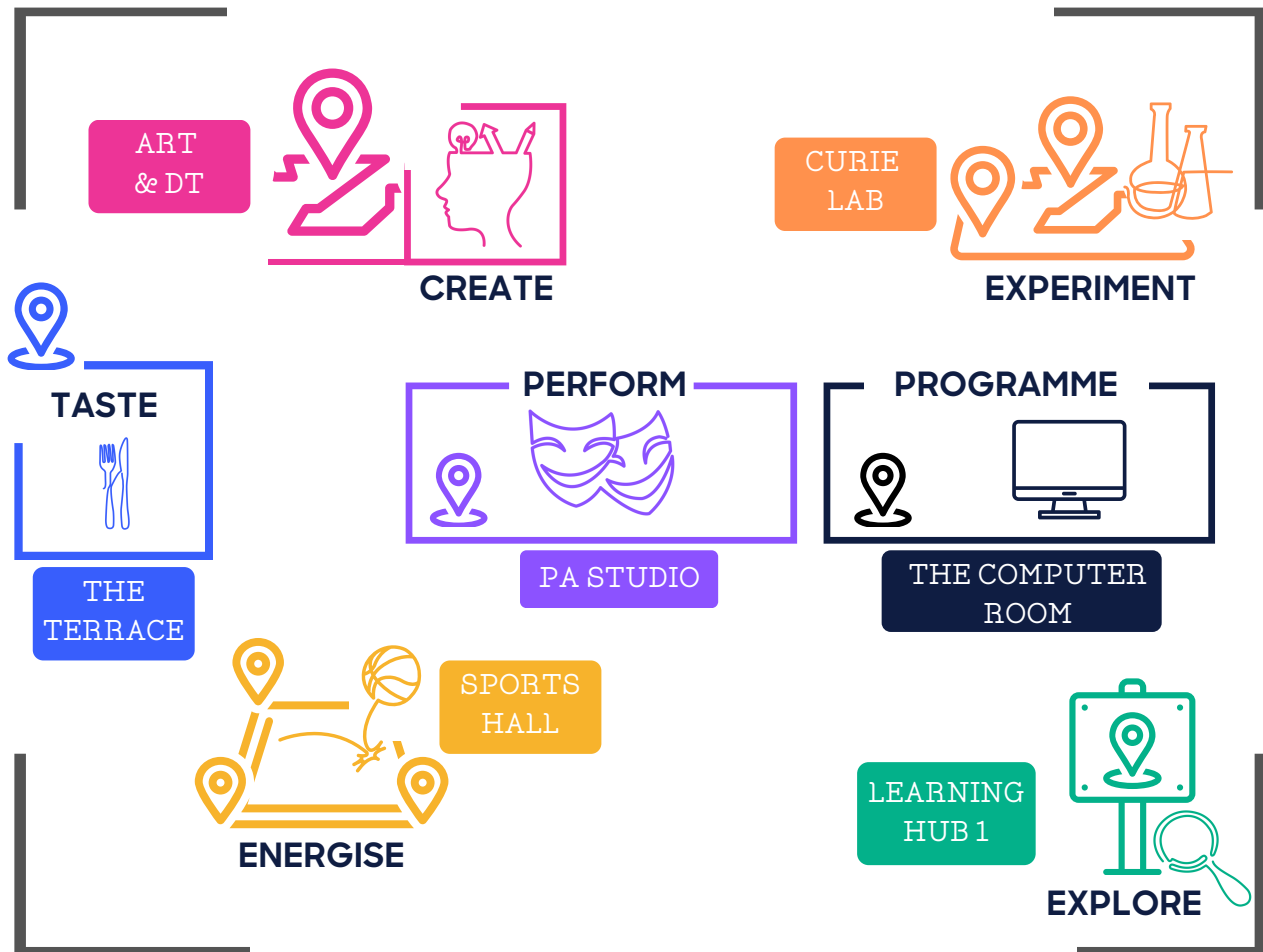 ART
& DT
CREATE
CURIE
LAB
EXPERIMENT
TASTE
THE
TERRACE
PERFORM
PA STUDIO
PROGRAMME
THE COMPUTER
ROOM
SPORTS
HALL
ENERGISE
LEARNING
HUB 1
EXPLORE